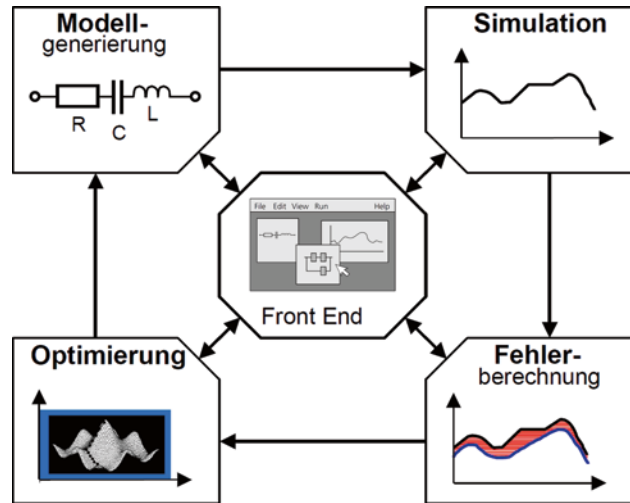 Modell-
generierung
R
C
L
Simulation
File Edit View Run Help
Front End
Optimierung
Fehler-
berechnung